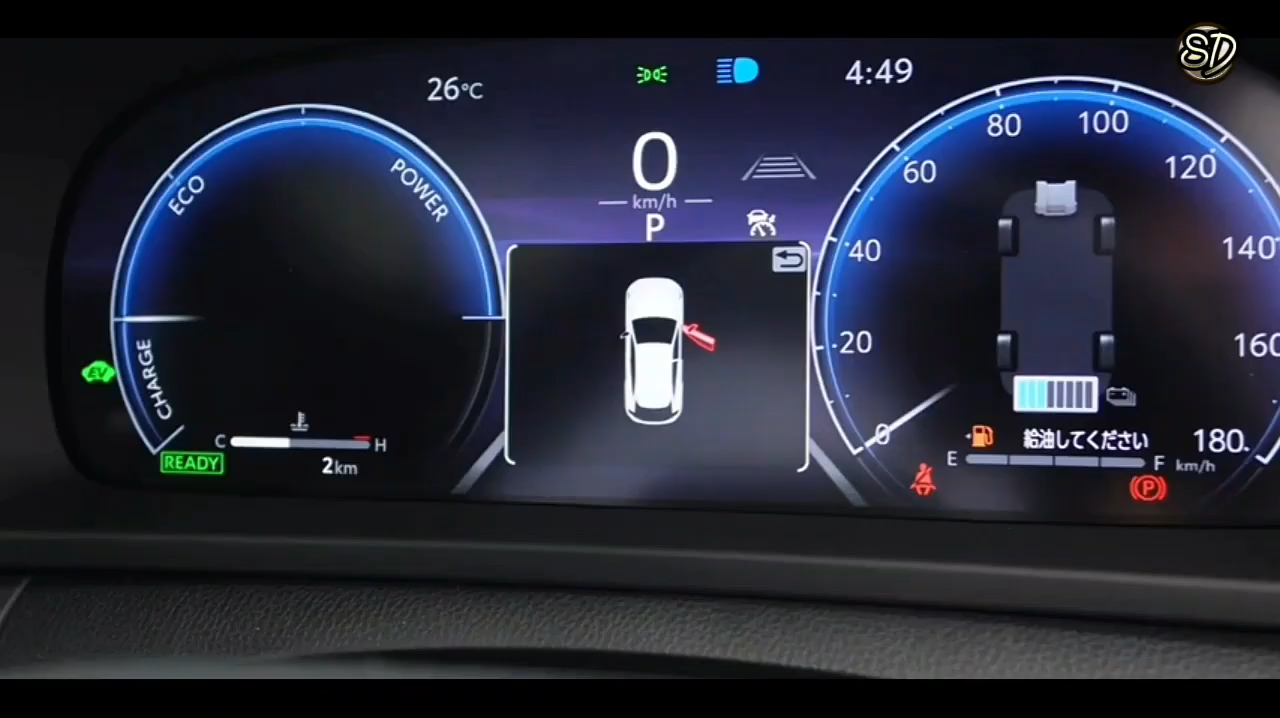 SD
26°C
4:49
0
km/h
P
ECO
POWER
CHARGE
EV
READY
C
H
2km
0
20
40
60
80
100
120
140
160
180
km/h
給油してください
E
F
P